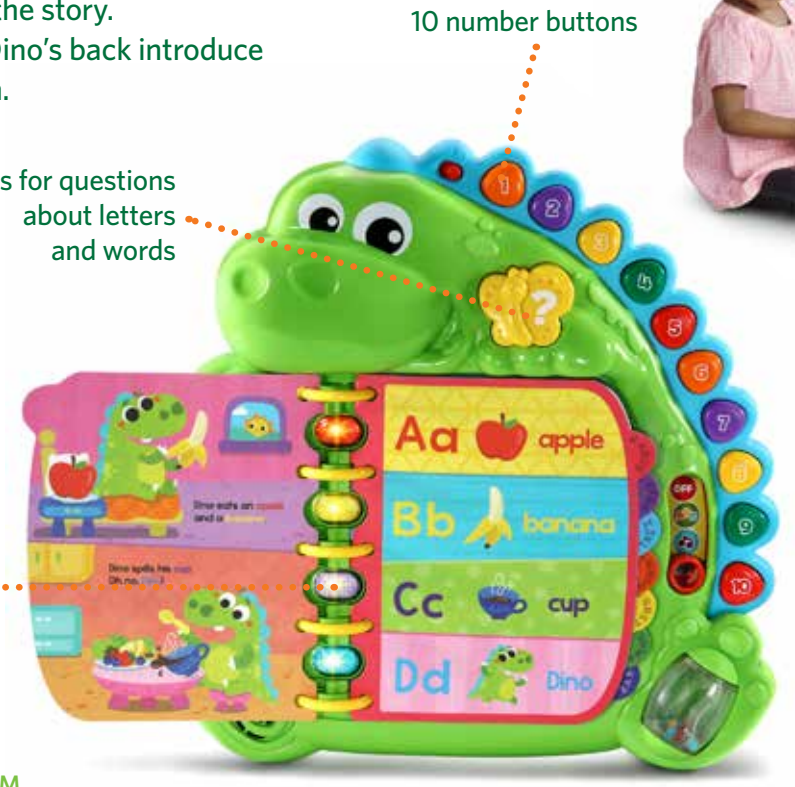 the story.
Dino's back introduce
10 number buttons
s for questions
about letters
and words
?
1
2
3
4
5
6
7
8
9
10
OFF
Aa apple
Bb banana
Cc cup
Dd Dino
Dino eats an apple
and a banana.
Dino spills his cup.
Oh no, Dino!